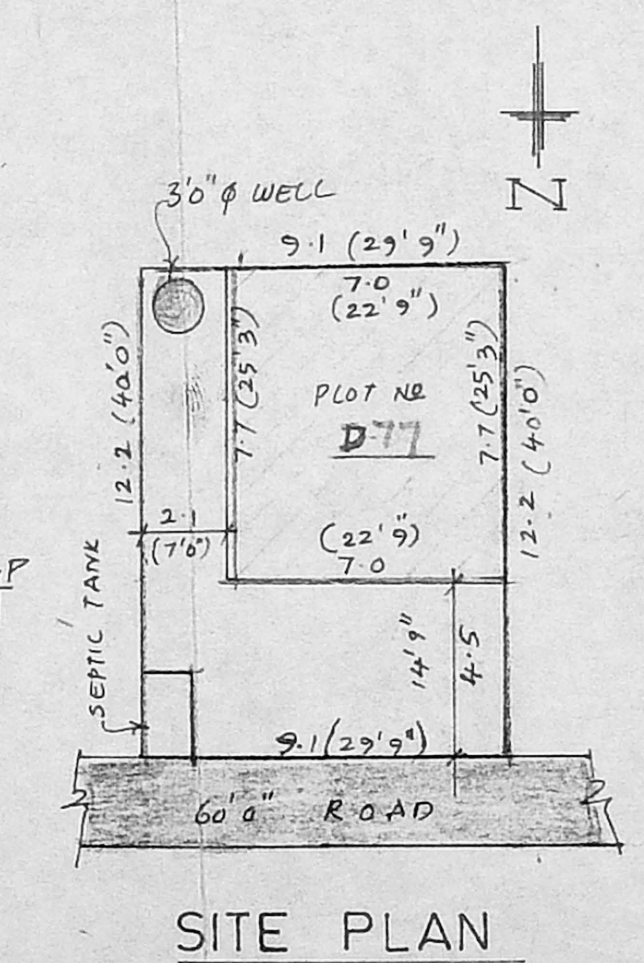 3'0" φ WELL
N
9.1 (29'9")
7.0
(22'9")
12.2 (40'0")
7.7 (25'3")
PLOT No
D-77
7.7 (25'3")
12.2 (40'0")
2.1
(7'0")
(22'9")
7.0
P
SEPTIC TANK
14'9"
4.5
9.1 (29'9")
60'0" ROAD
SITE PLAN